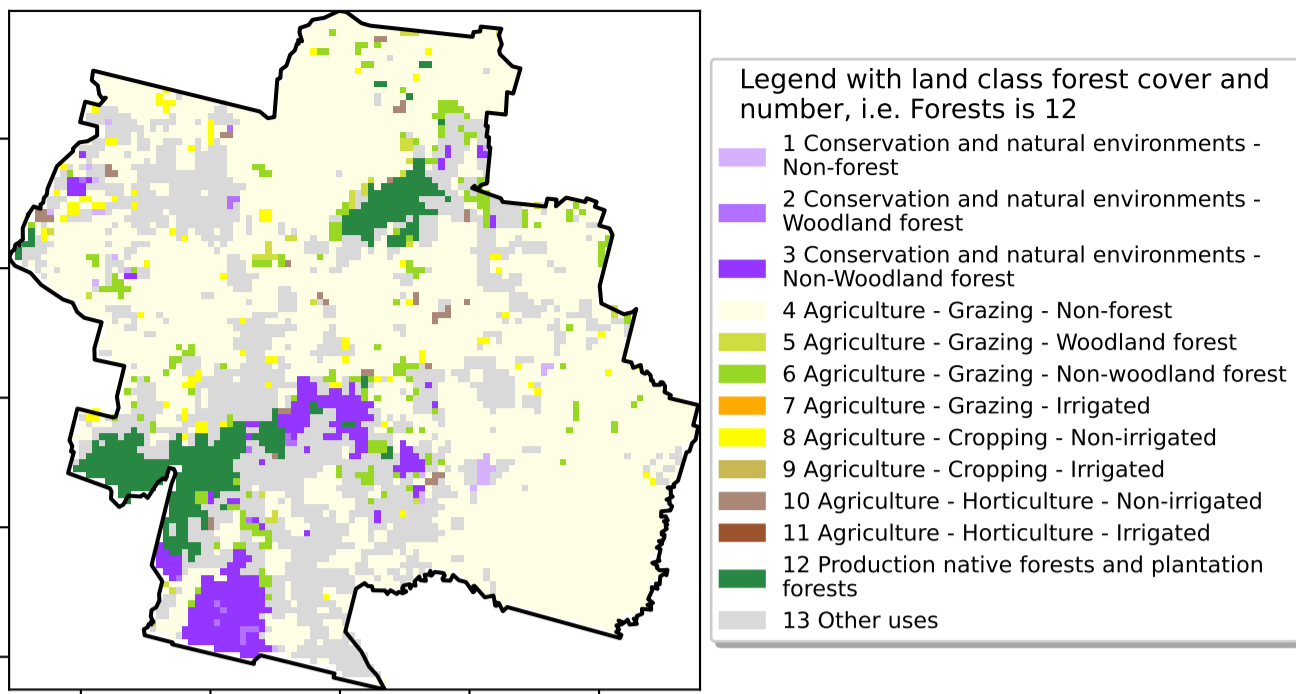 Legend with land class forest cover and
number, i.e. Forests is 12
1 Conservation and natural environments -
Non-forest
2 Conservation and natural environments -
Woodland forest
3 Conservation and natural environments -
Non-Woodland forest
4 Agriculture - Grazing - Non-forest
5 Agriculture - Grazing - Woodland forest
6 Agriculture - Grazing - Non-woodland forest
7 Agriculture - Grazing - Irrigated
8 Agriculture - Cropping - Non-irrigated
9 Agriculture - Cropping - Irrigated
10 Agriculture - Horticulture - Non-irrigated
11 Agriculture - Horticulture - Irrigated
12 Production native forests and plantation
forests
13 Other uses